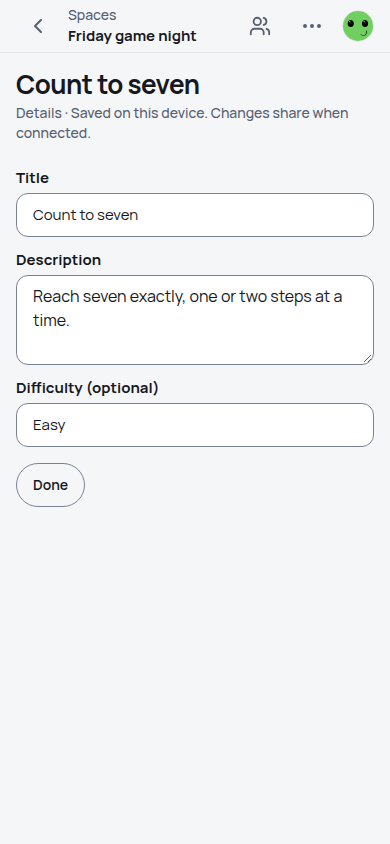 Spaces
Friday game night
Count to seven
Details · Saved on this device. Changes share when
connected.
Title
Count to seven
Description
Reach seven exactly, one or two steps at a
time.
Difficulty (optional)
Easy
Done